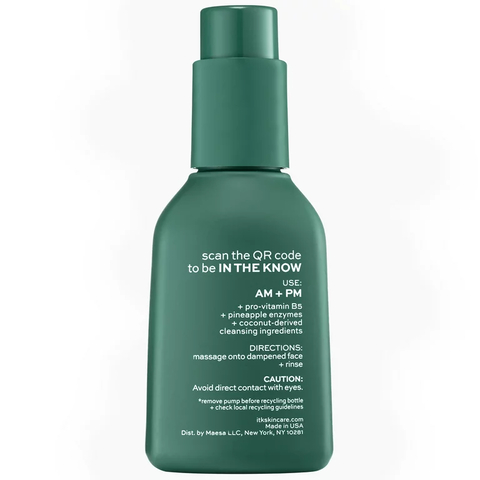 scan the QR code
to be IN THE KNOW
USE:
AM + PM
+ pro-vitamin B5
+ pineapple enzymes
+ coconut-derived
cleansing ingredients
DIRECTIONS:
massage onto dampened face
+ rinse
CAUTION:
Avoid direct contact with eyes.
*remove pump before recycling bottle
+ check local recycling guidelines
itkskincare.com
Made in USA
Dist. by Maesa LLC, New York, NY 10281